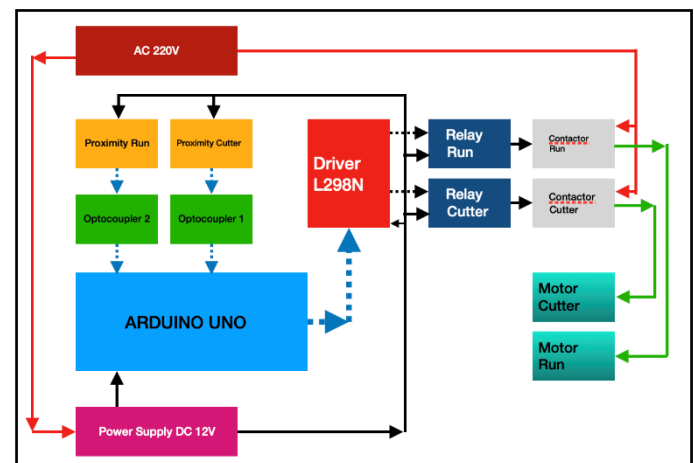 AC 220V
Proximity Run
Proximity Cutter
Driver
L298N
Relay
Run
Contactor
Run
Optocoupler 2
Optocoupler 1
Relay
Cutter
Contactor
Cutter
ARDUINO UNO
Motor
Cutter
Motor
Run
Power Supply DC 12V